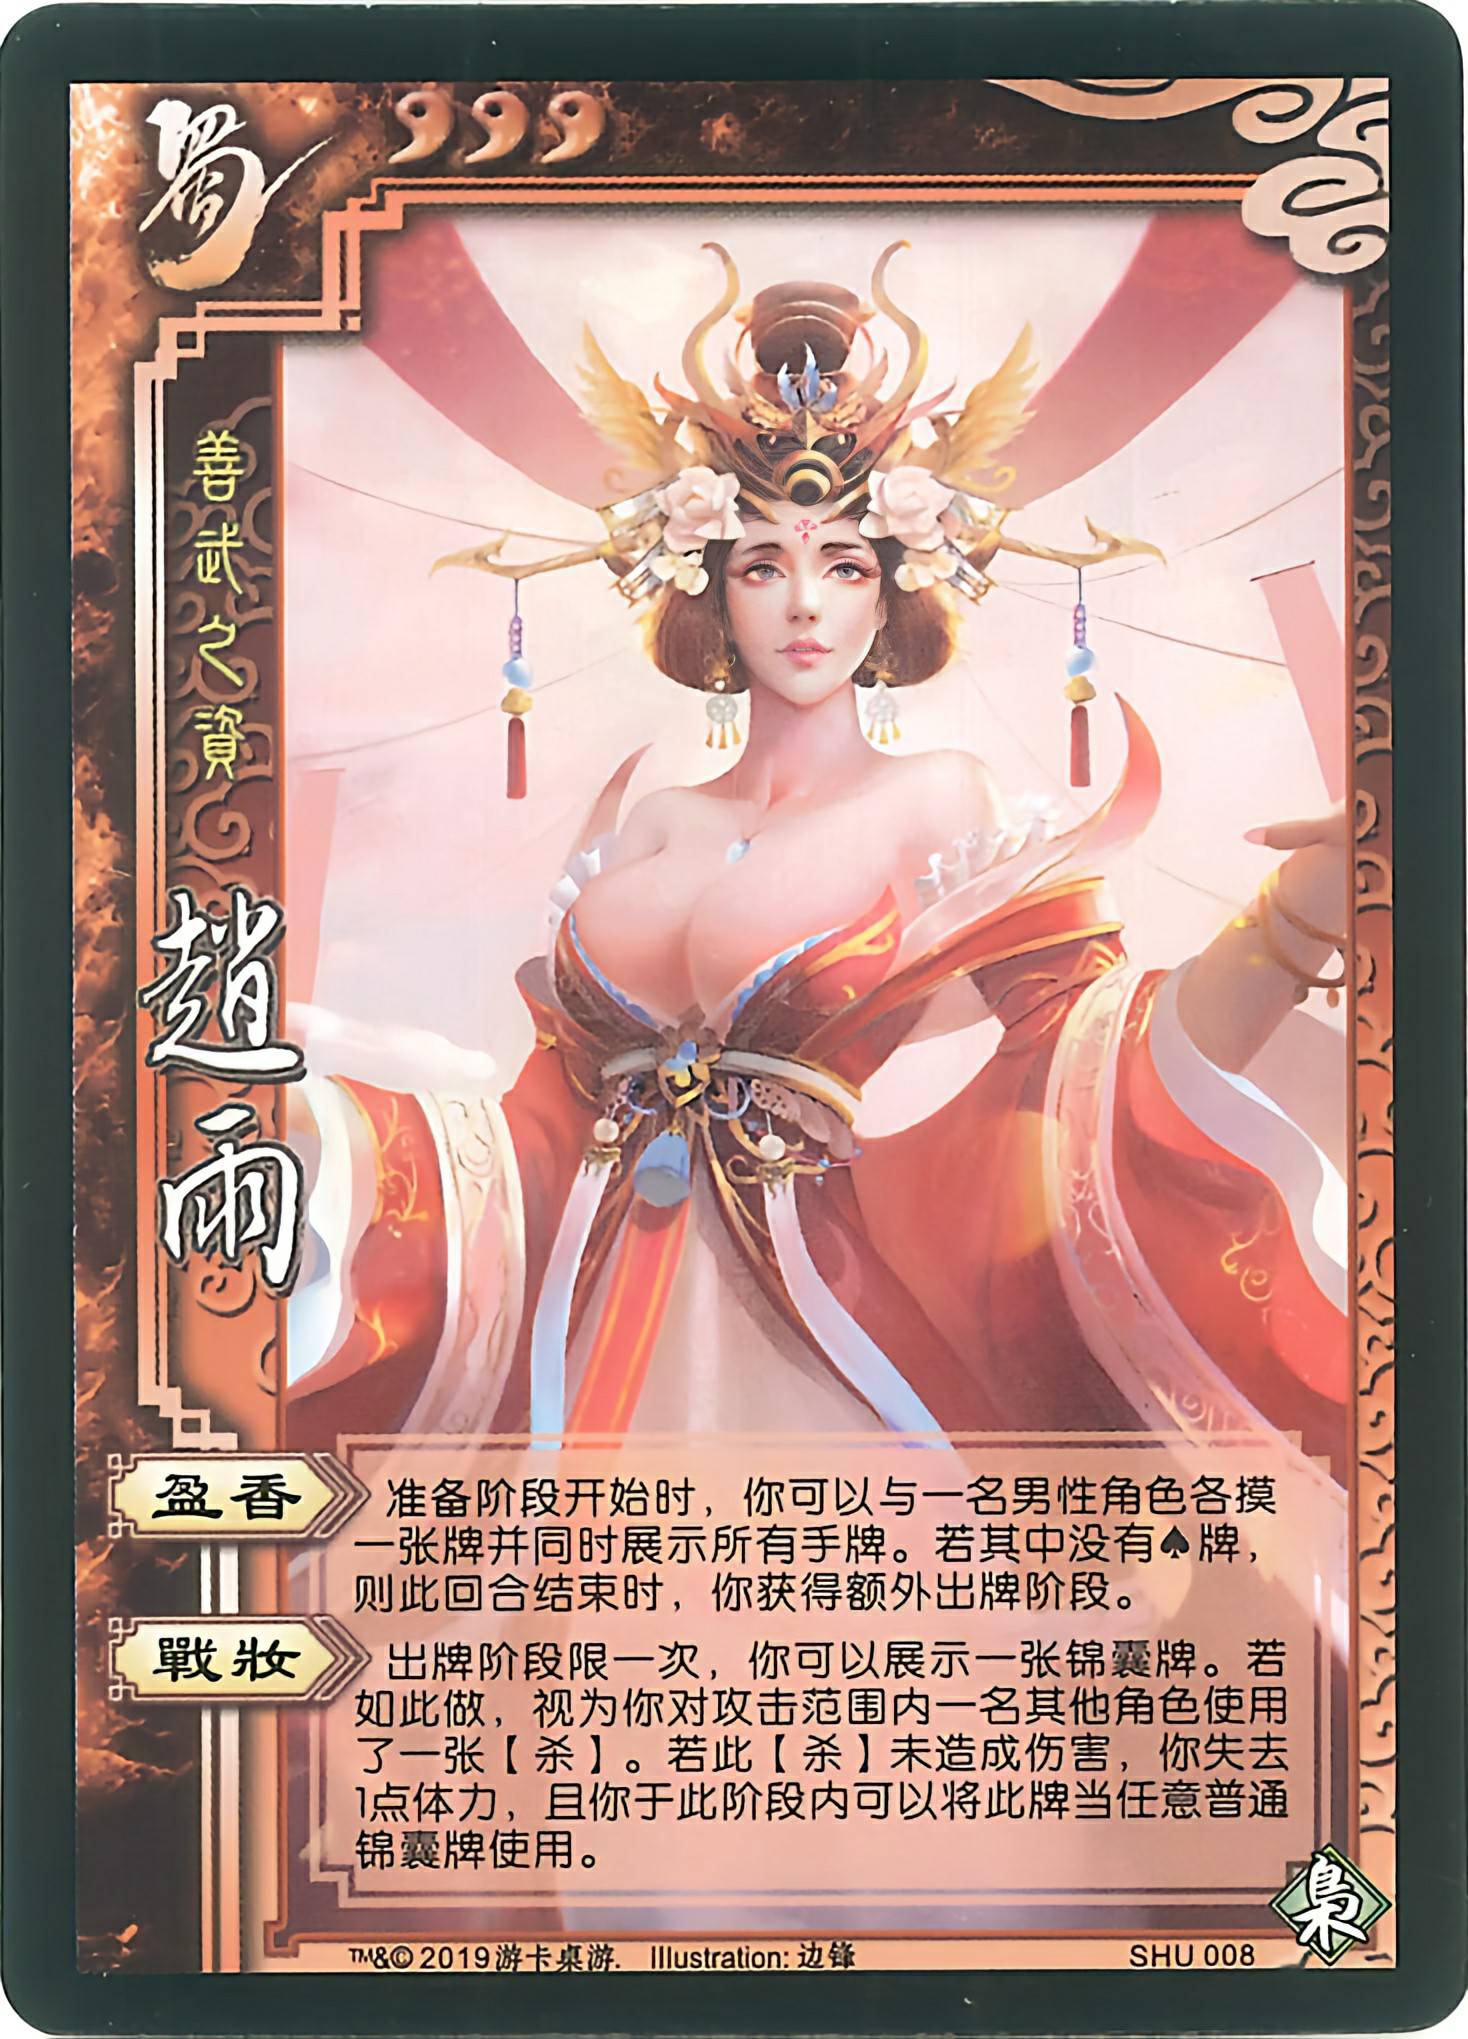 蜀
善武之資
趙雨
盈香
准备阶段开始时，你可以与一名男性角色各摸
一张牌并同时展示所有手牌。若其中没有♠牌，
则此回合结束时，你获得额外出牌阶段。
戰妝
出牌阶段限一次，你可以展示一张锦囊牌。若
如此做，视为你对攻击范围内一名其他角色使用
了一张【杀】。若此【杀】未造成伤害，你失去
1点体力，且你于此阶段内可以将此牌当任意普通
锦囊牌使用。
枭
™&© 2019游卡桌游. Illustration: 边锋
SHU 008